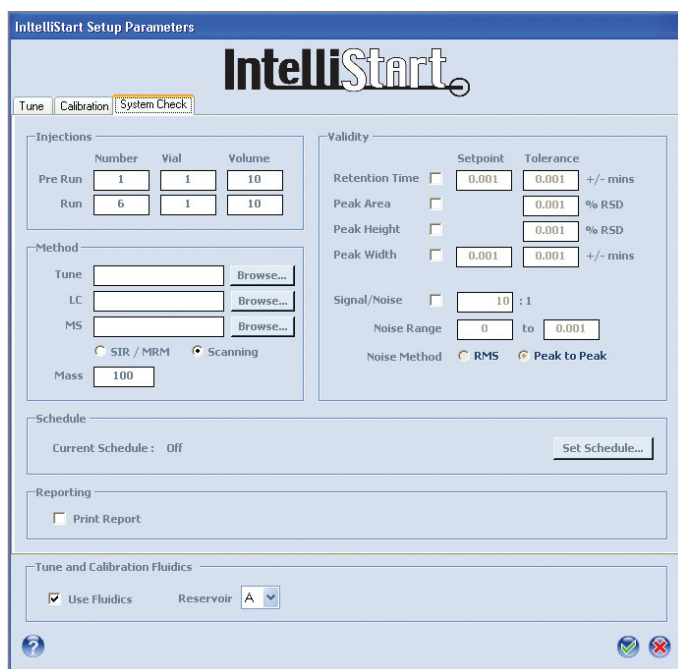 InltelliStart Setup Parameters
IntelliStart
Tune Calibration System Check
Injections
Number Vial Volume
Pre Run 1 1 10
Run 6 1 10
Method
Tune Browse...
LC Browse...
MS Browse...
SIR / MRM Scanning
Mass 100
Validity
Setpoint Tolerance
Retention Time 0.001 0.001 +/- mins
Peak Area 0.001 % RSD
Peak Height 0.001 % RSD
Peak Width 0.001 0.001 +/- mins
Signal/Noise 10 : 1
Noise Range 0 to 0.001
Noise Method RMS Peak to Peak
Schedule
Current Schedule : Off Set Schedule...
Reporting
Print Report
Tune and Calibration Fluidics
Use Fluidics Reservoir A
?